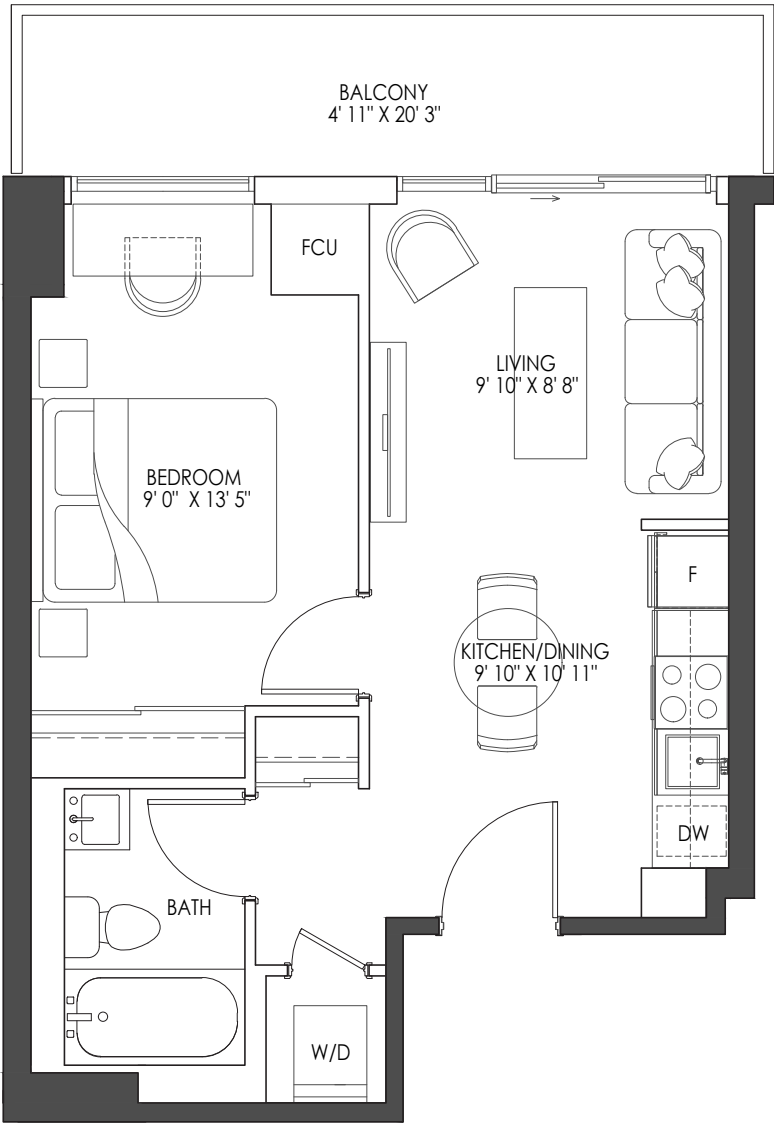 BALCONY
4' 11" X 20' 3"
FCU
LIVING
9' 10" X 8' 8"
BEDROOM
9' 0" X 13' 5"
F
KITCHEN/DINING
9' 10" X 10' 11"
DW
BATH
W/D